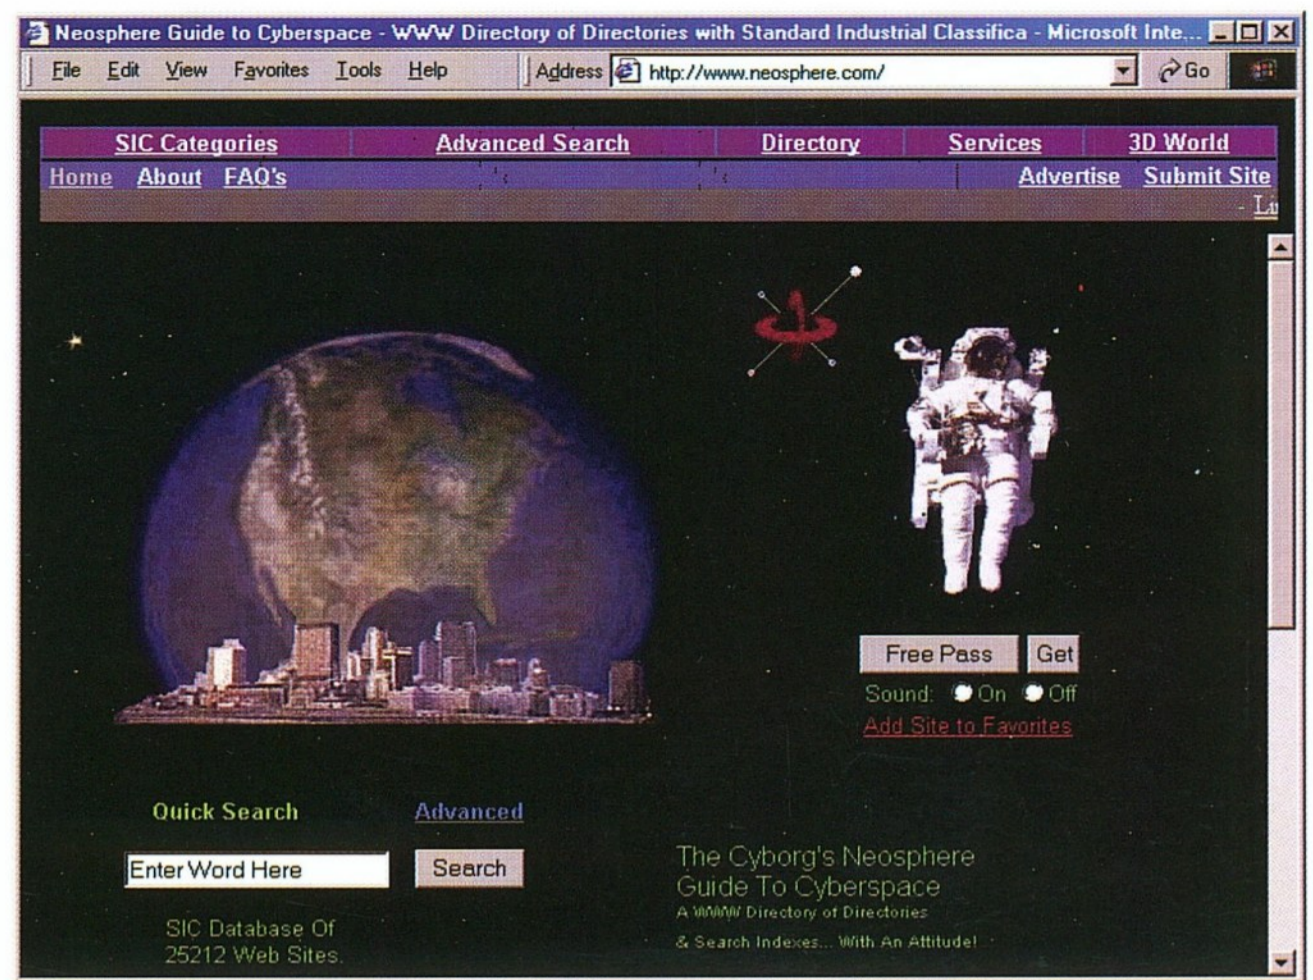 Neosphere Guide to Cyberspace - WWW Directory of Directories with Standard Industrial Classifica - Microsoft Inte...
File Edit View Favorites Tools Help Address http://www.neosphere.com/ Go
SIC Categories Advanced Search Directory Services 3D World
Home About FAQ's Advertise Submit Site
- Li
Free Pass Get
Sound: On Off
Add Site to Favorites
Quick Search Advanced
Enter Word Here Search
SIC Database Of
25212 Web Sites.
The Cyborg's Neosphere
Guide To Cyberspace
A WWW Directory of Directories
& Search Indexes... With An Attitude!